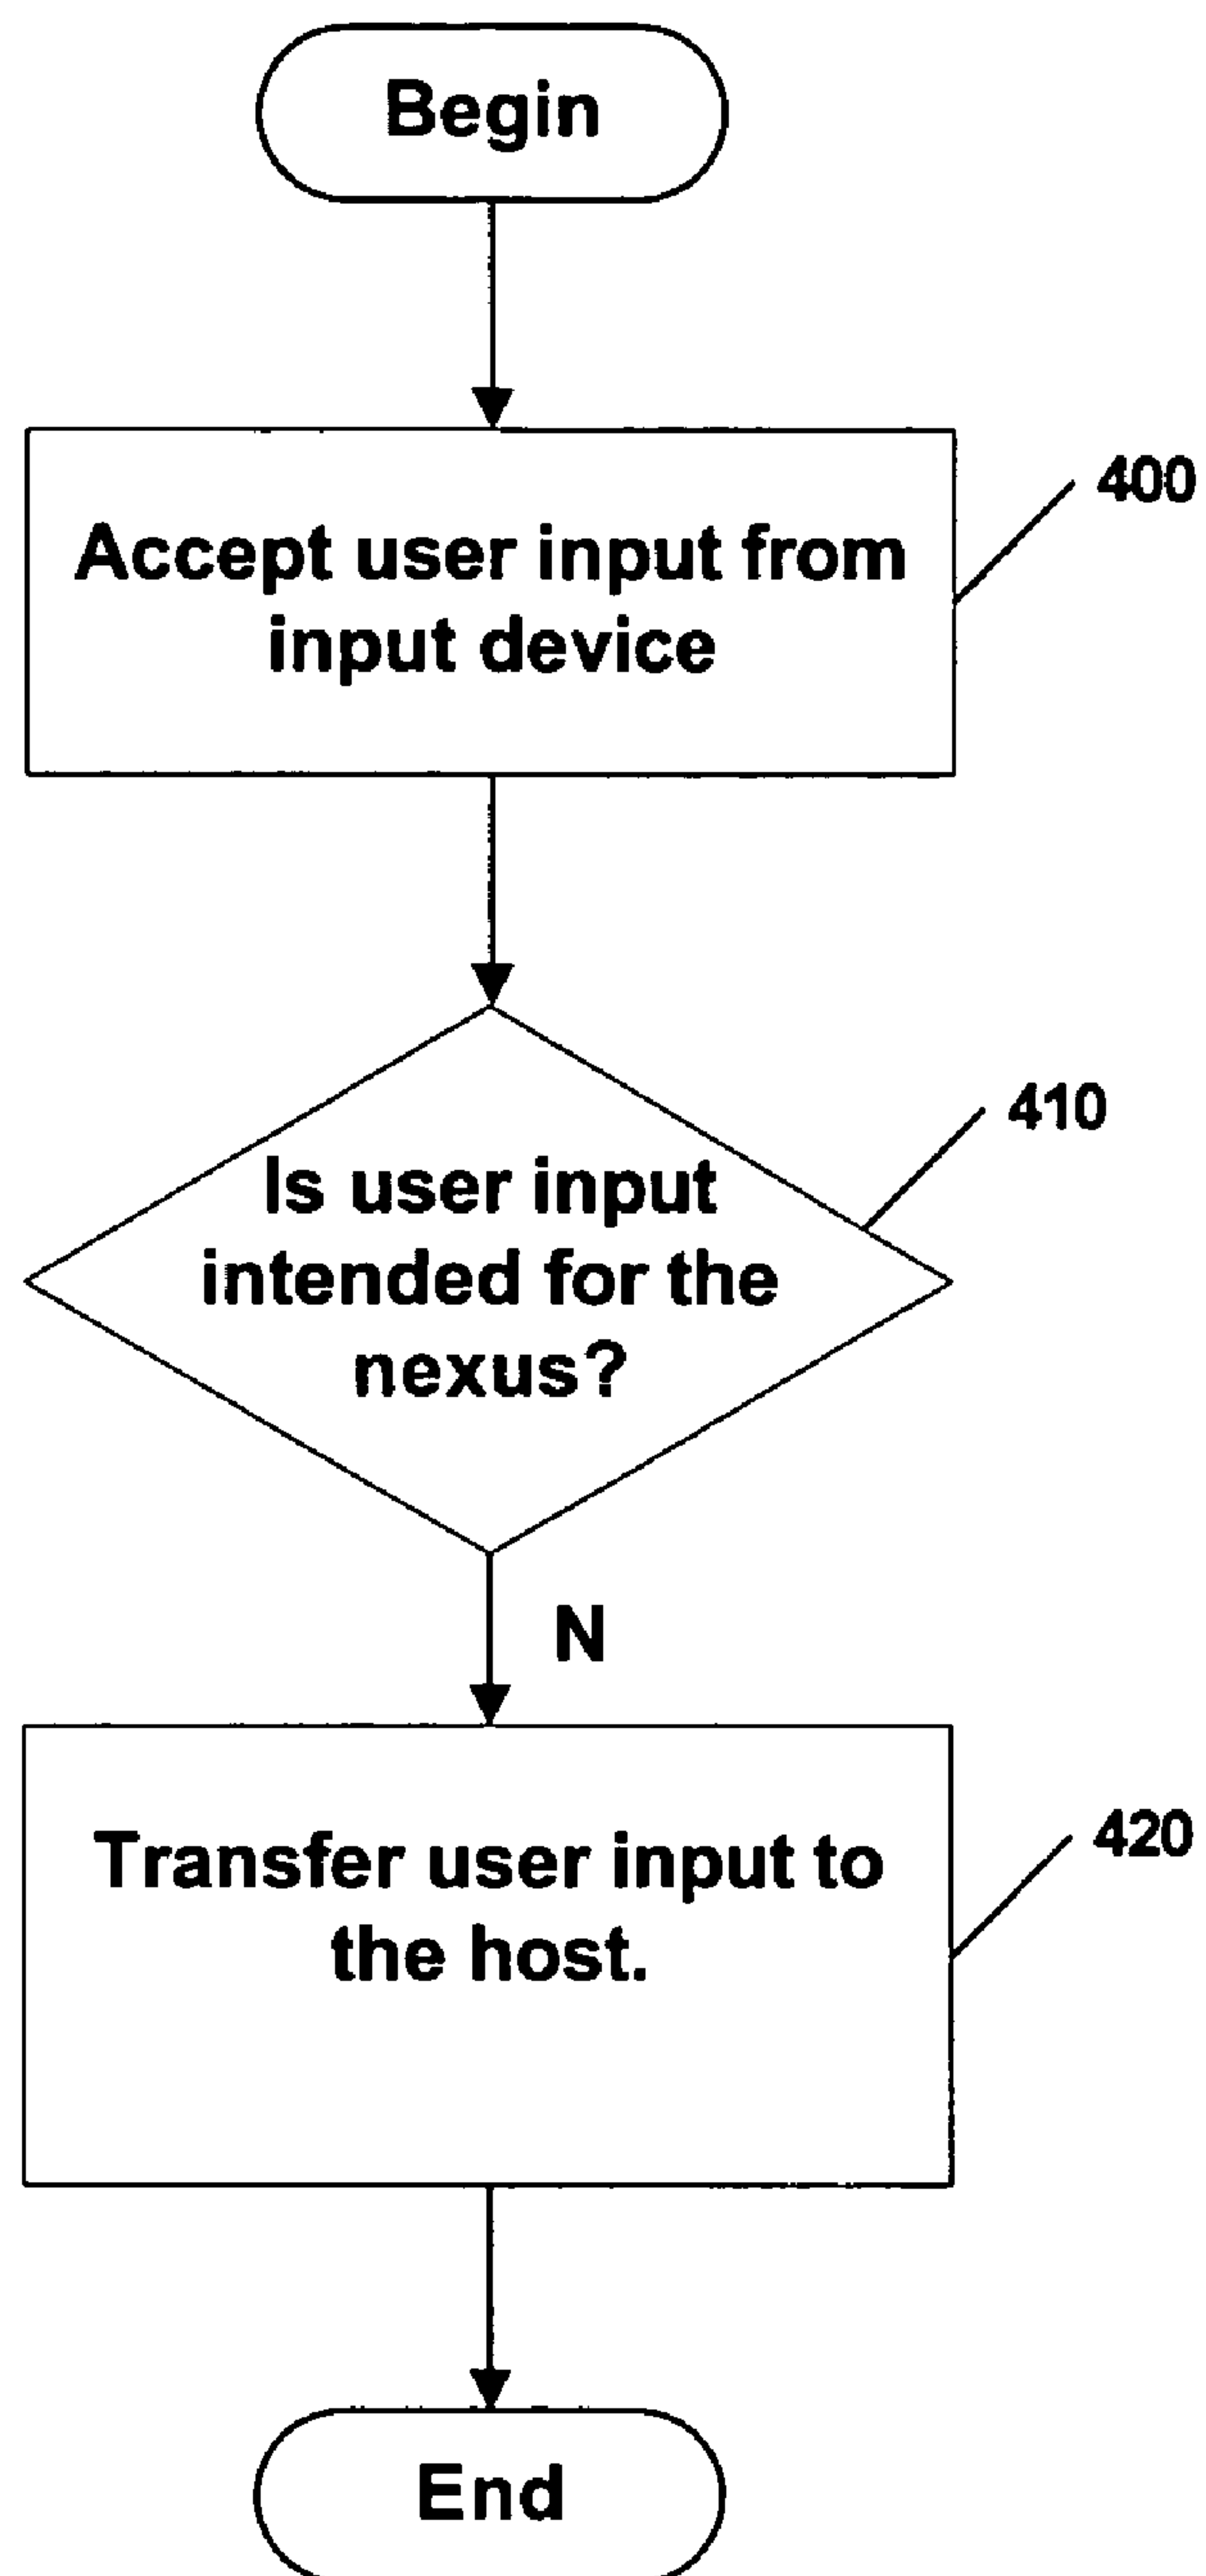 Begin
Accept user input from
input device
400
Is user input
intended for the
nexus?
410
N
Transfer user input to
the host.
420
End